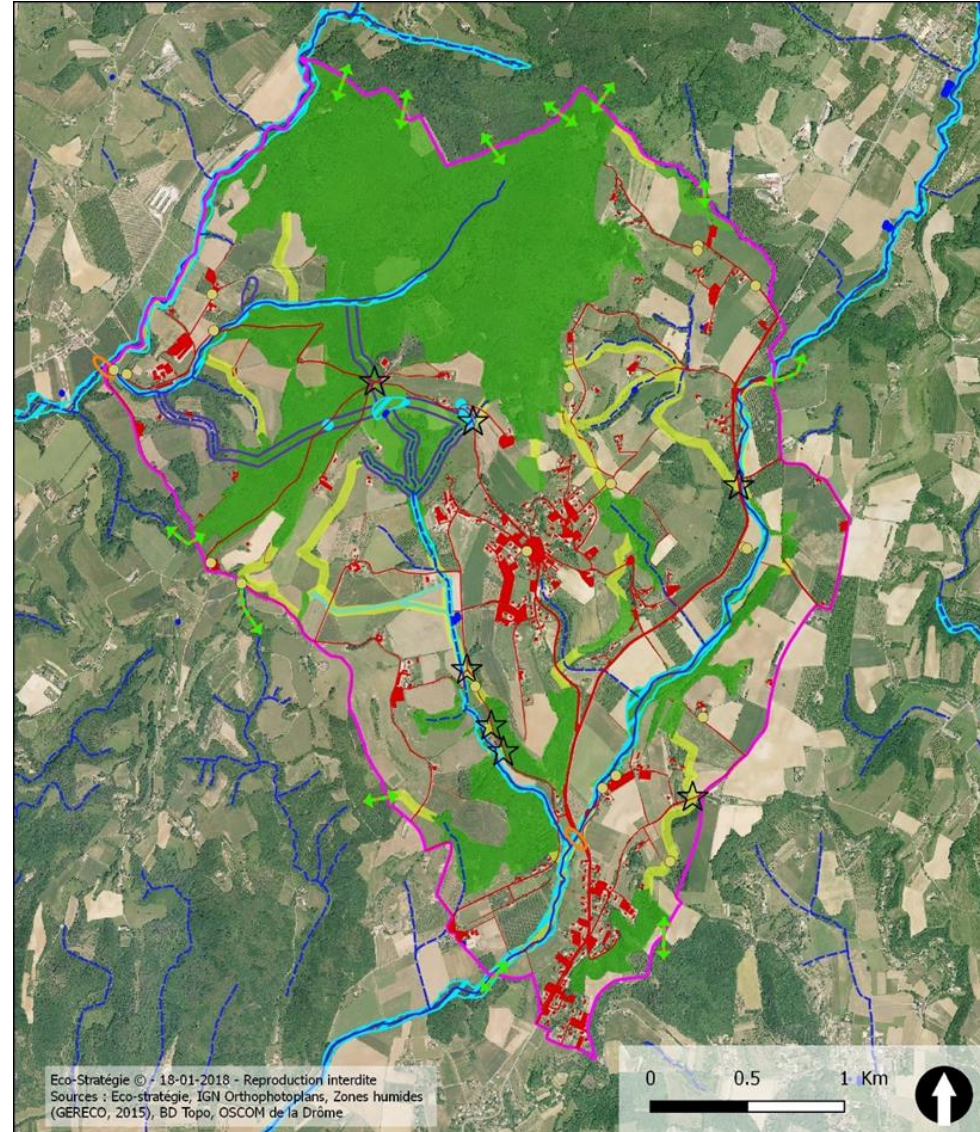 Eco-Stratégie © - 18-01-2018 - Reproduction interdite
Sources : Eco-stratégie, IGN Orthophotoplans, Zones humides
(GERECO, 2015), BD Topo, OSCOM de la Drôme
0 0.5 1 Km